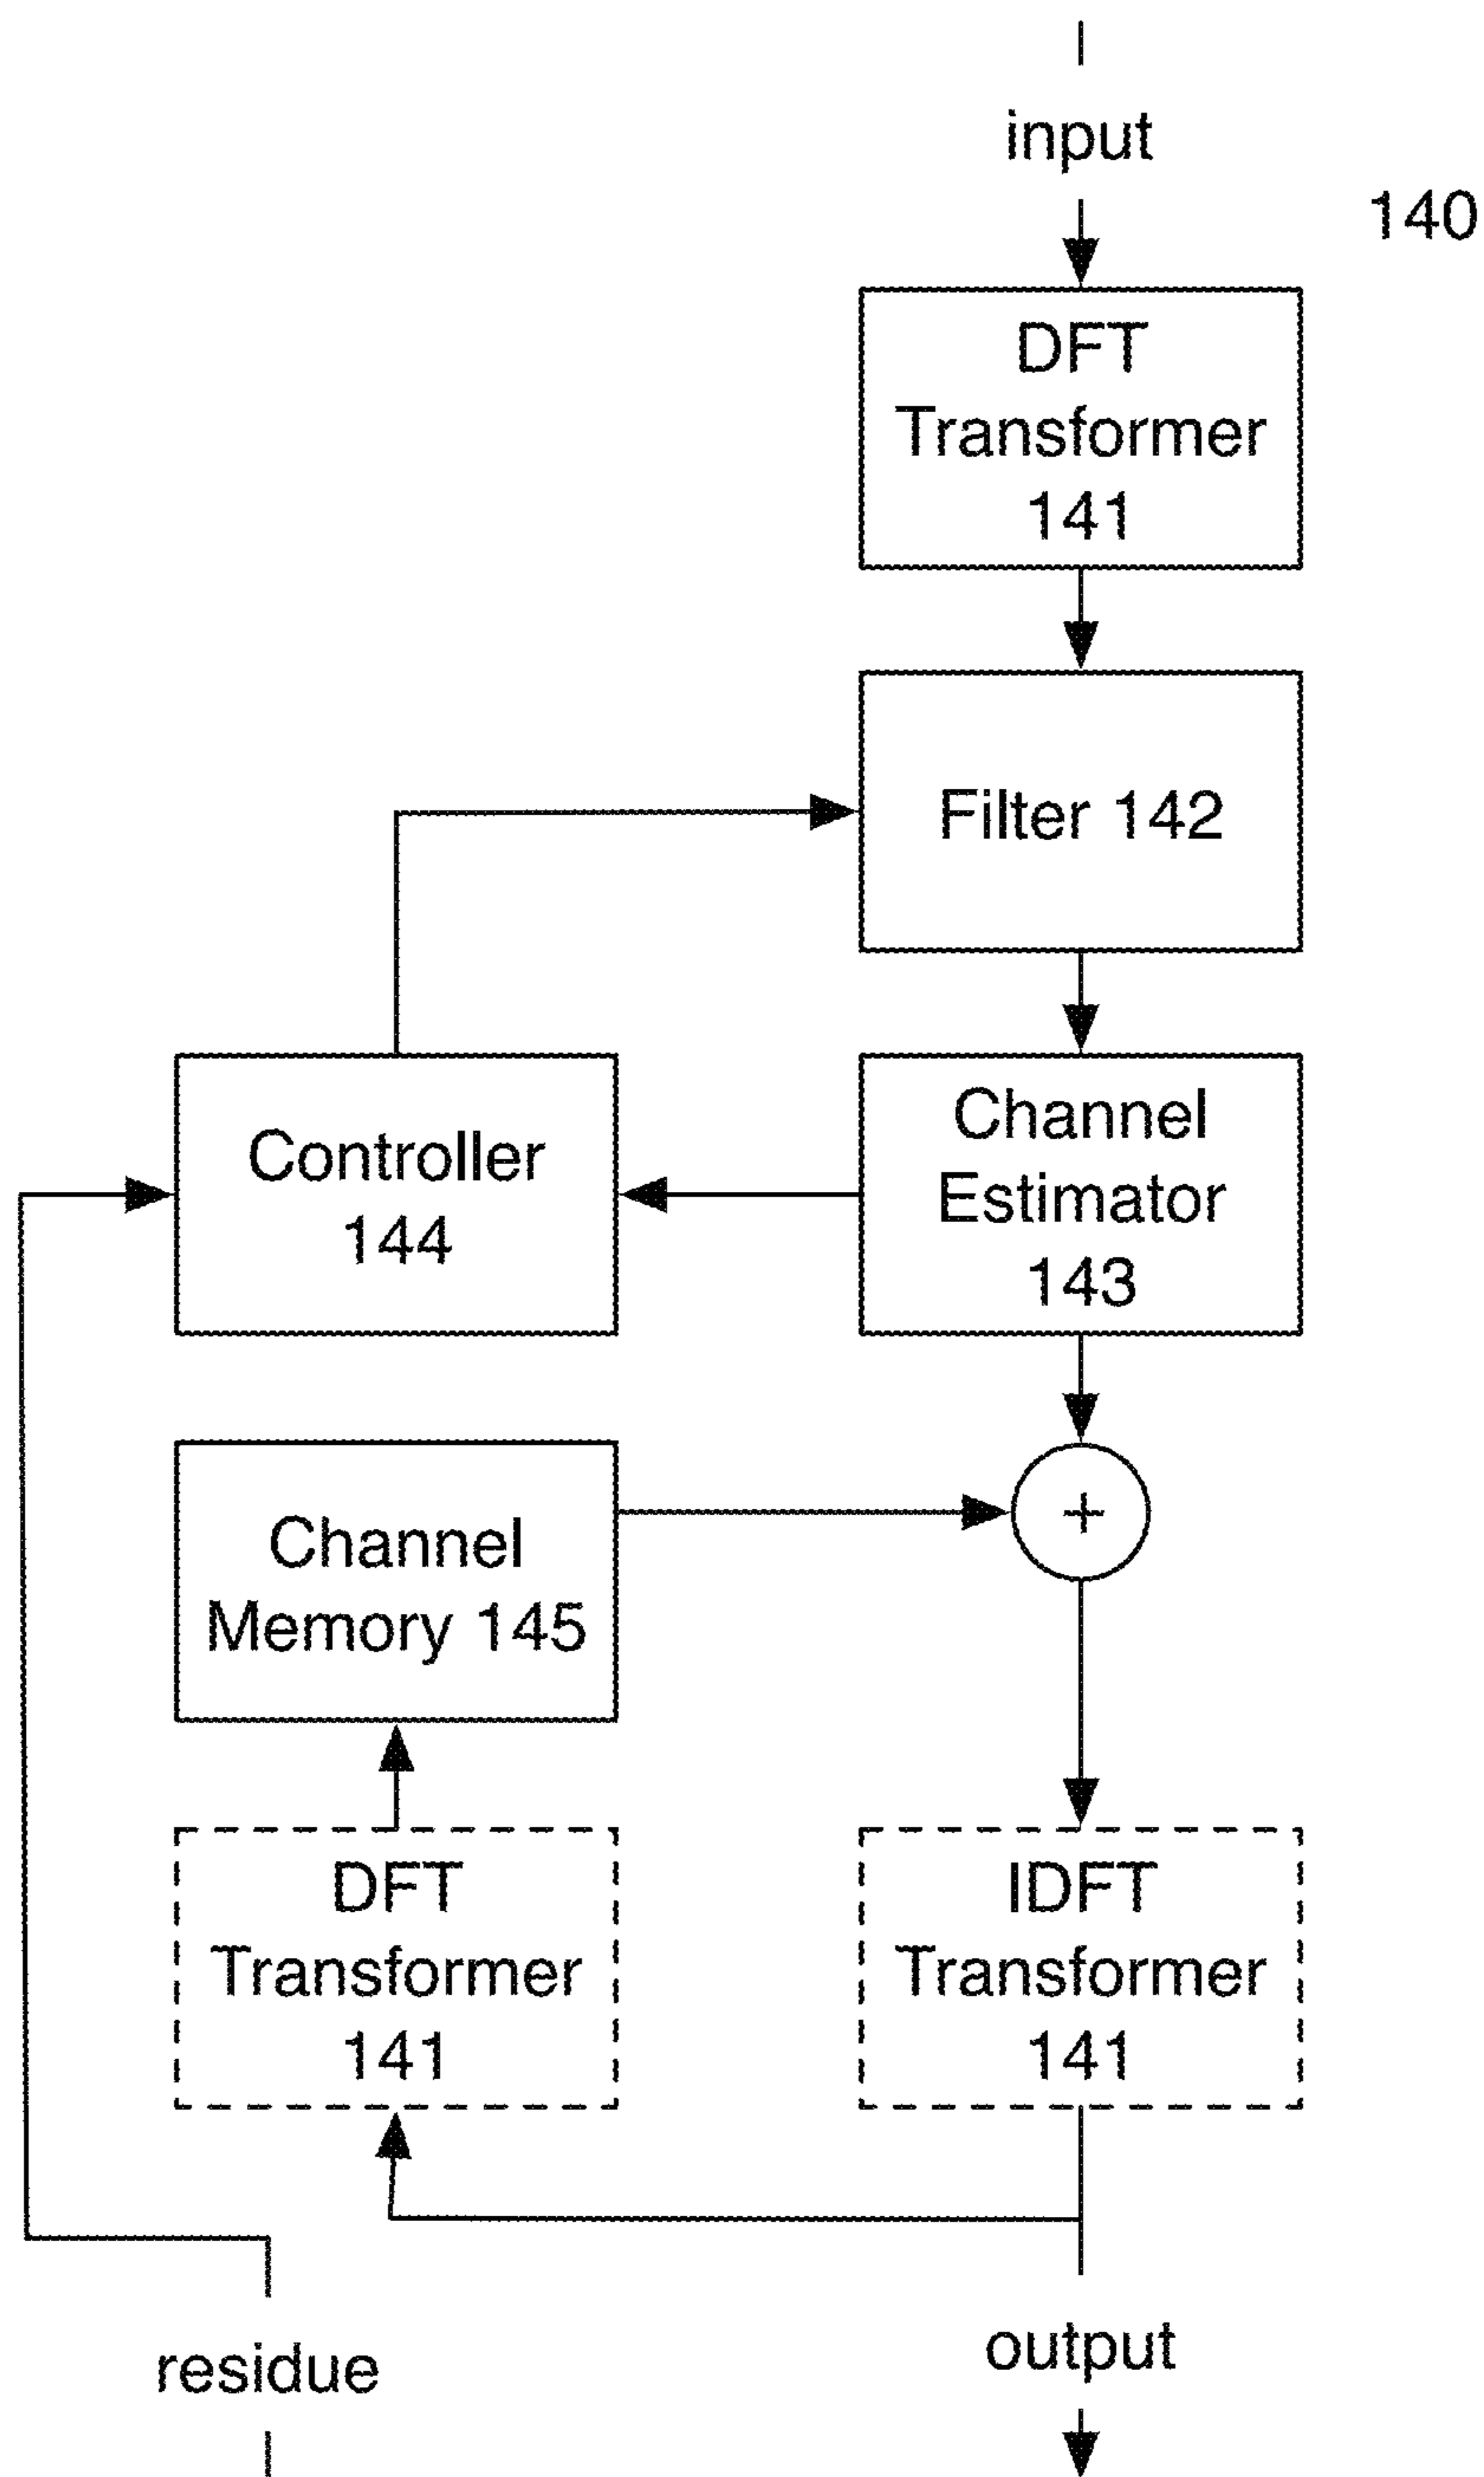 input
140
DFT
Transformer
141
Filter 142
Controller
144
Channel
Estimator
143
Channel
Memory 145
+
DFT
Transformer
141
IDFT
Transformer
141
residue
output